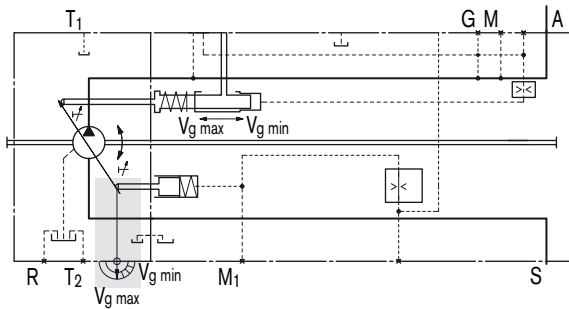 T1 G M A
Vg max Vg min
R T2 Vg min M1 S
Vg max